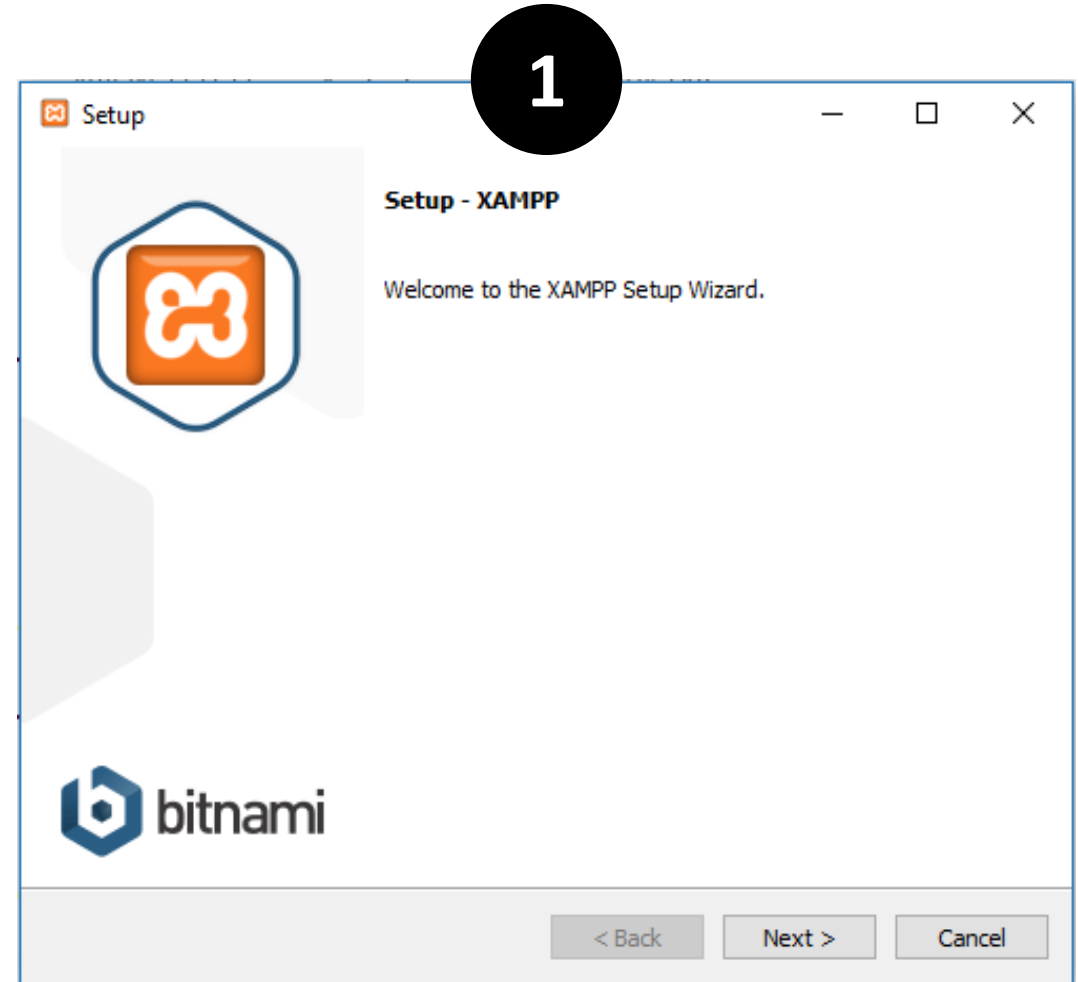 1
Setup
Setup - XAMPP
Welcome to the XAMPP Setup Wizard.
bitnami
< Back Next > Cancel